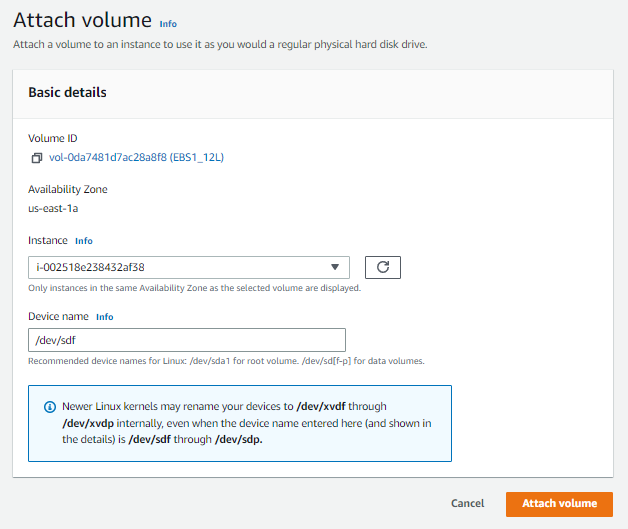 Attach volume Info
Attach a volume to an instance to use it as you would a regular physical hard disk drive.
Basic details
Volume ID
vol-0da7481d7ac28a8f8 (EBS1_12L)
Availability Zone
us-east-1a
Instance Info
i-002518e238432af38
Only instances in the same Availability Zone as the selected volume are displayed.
Device name Info
/dev/sdf
Recommended device names for Linux: /dev/sda1 for root volume. /dev/sd[f-p] for data volumes.
Newer Linux kernels may rename your devices to /dev/xvdf through
/dev/xvdp internally, even when the device name entered here (and shown in
the details) is /dev/sdf through /dev/sdp.
Cancel Attach volume